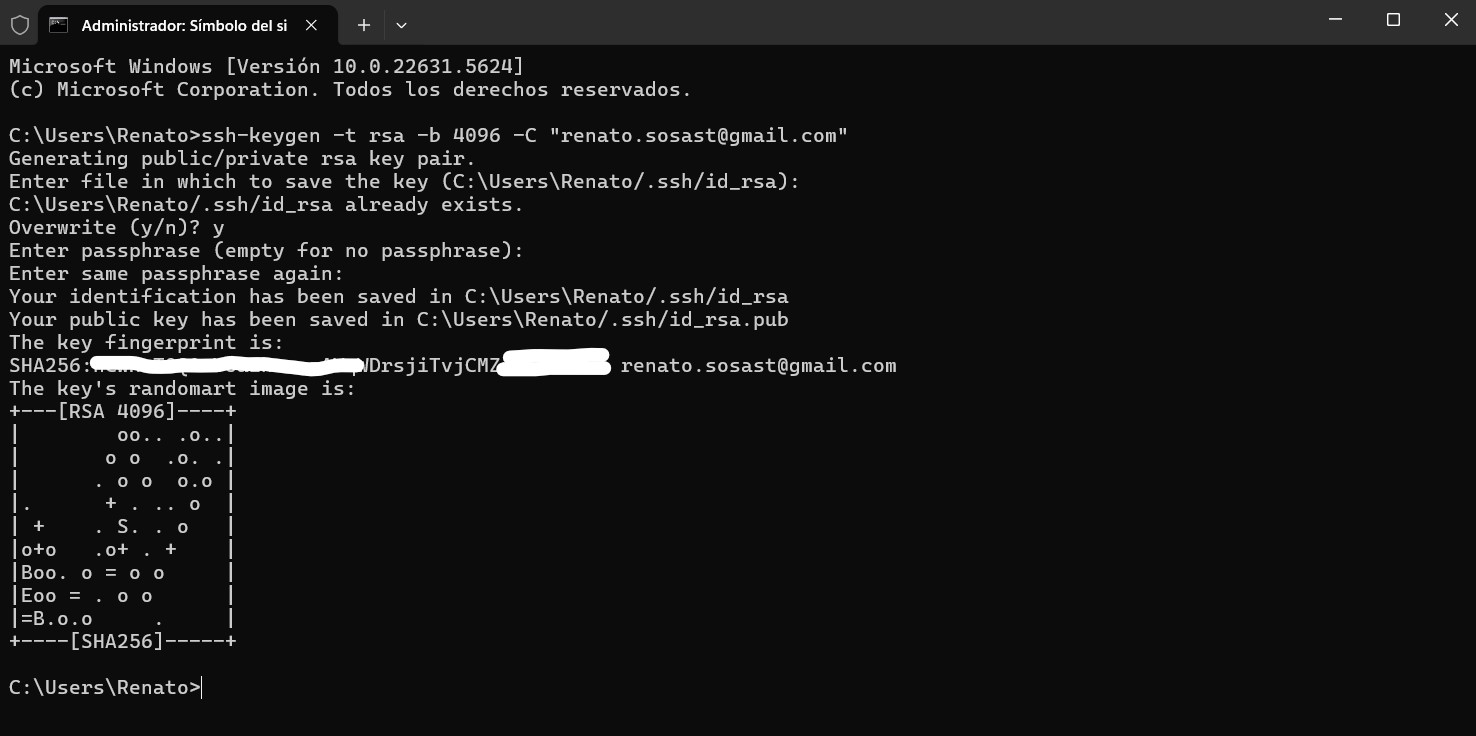 Administrador: Símbolo del si
Microsoft Windows [Versión 10.0.22631.5624]
(c) Microsoft Corporation. Todos los derechos reservados.
C:\Users\Renato>ssh-keygen -t rsa -b 4096 -C "renato.sosast@gmail.com"
Generating public/private rsa key pair.
Enter file in which to save the key (C:\Users\Renato/.ssh/id_rsa):
C:\Users\Renato/.ssh/id_rsa already exists.
Overwrite (y/n)? y
Enter passphrase (empty for no passphrase):
Enter same passphrase again:
Your identification has been saved in C:\Users\Renato/.ssh/id_rsa
Your public key has been saved in C:\Users\Renato/.ssh/id_rsa.pub
The key fingerprint is:
SHA256: DrsjiTvjCMZ renato.sosast@gmail.com
The key's randomart image is:
+---[RSA 4096]----+
|        oo.. .o..|
|       o o  .o. .|
|      . o o  o.o |
|.      + . .. o  |
| +    . S. . o   |
|o+o   .o+ . +    |
|Boo. o = o o     |
|Eoo = . o o      |
|=B.o.o     .     |
+----[SHA256]-----+
C:\Users\Renato>